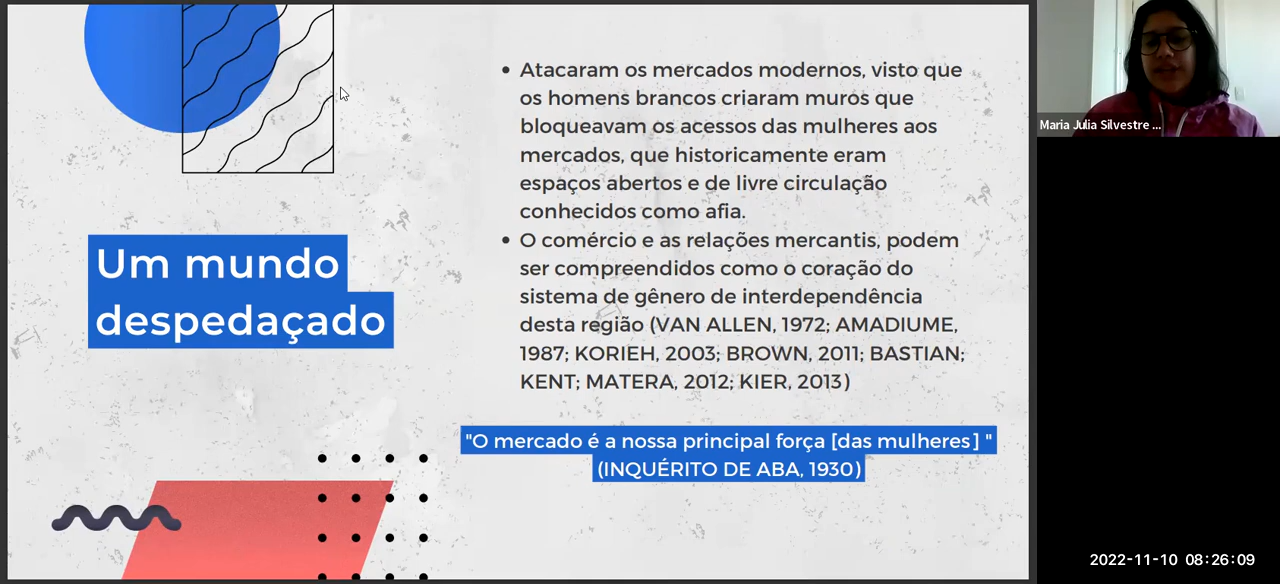 Um mundo
despedaçado
• Atacaram os mercados modernos, visto que
os homens brancos criaram muros que
bloqueavam os acessos das mulheres aos
mercados, que historicamente eram
espaços abertos e de livre circulação
conhecidos como afia.
• O comércio e as relações mercantis, podem
ser compreendidos como o coração do
sistema de gênero de interdependência
desta região (VAN ALLEN, 1972; AMADIUME,
1987; KORIEH, 2003; BROWN, 2011; BASTIAN;
KENT; MATERA, 2012; KIER, 2013)
"O mercado é a nossa principal força [das mulheres] "
(INQUÉRITO DE ABA, 1930)
Maria Julia Silvestre ...
2022-11-10 08:26:09